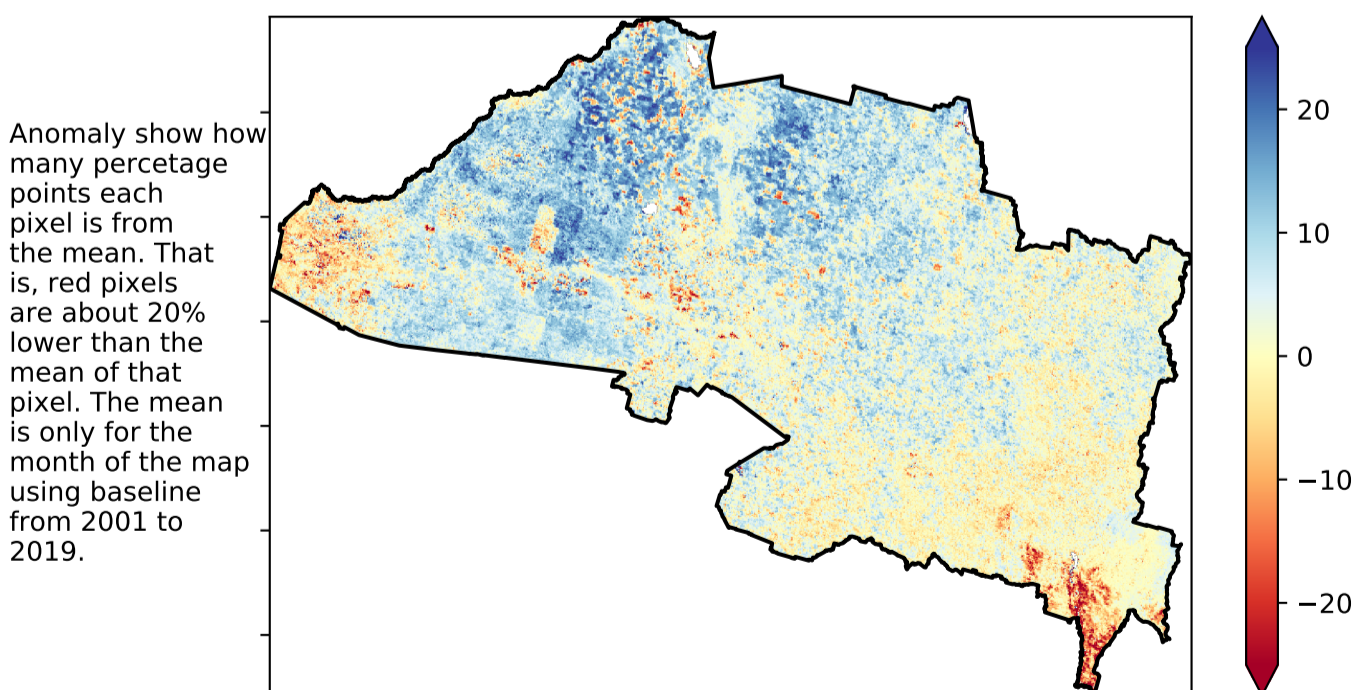 Anomaly show how
many percetage
points each
pixel is from
the mean. That
is, red pixels
are about 20%
lower than the
mean of that
pixel. The mean
is only for the
month of the map
using baseline
from 2001 to
2019.
20
10
0
−10
−20